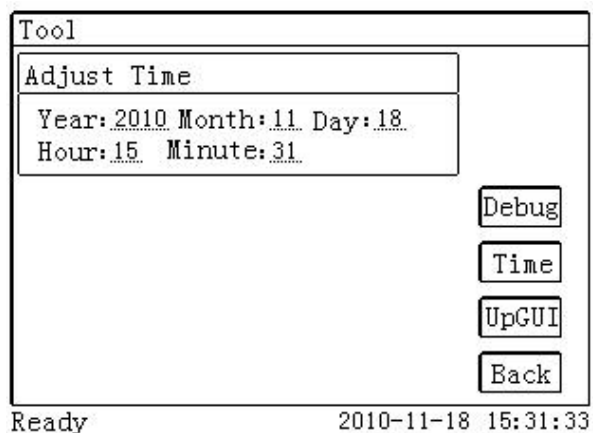 Tool
Adjust Time
Year: 2010 Month: 11 Day: 18
Hour: 15 Minute: 31
Debug
Time
UpGUI
Back
Ready 2010-11-18 15:31:33